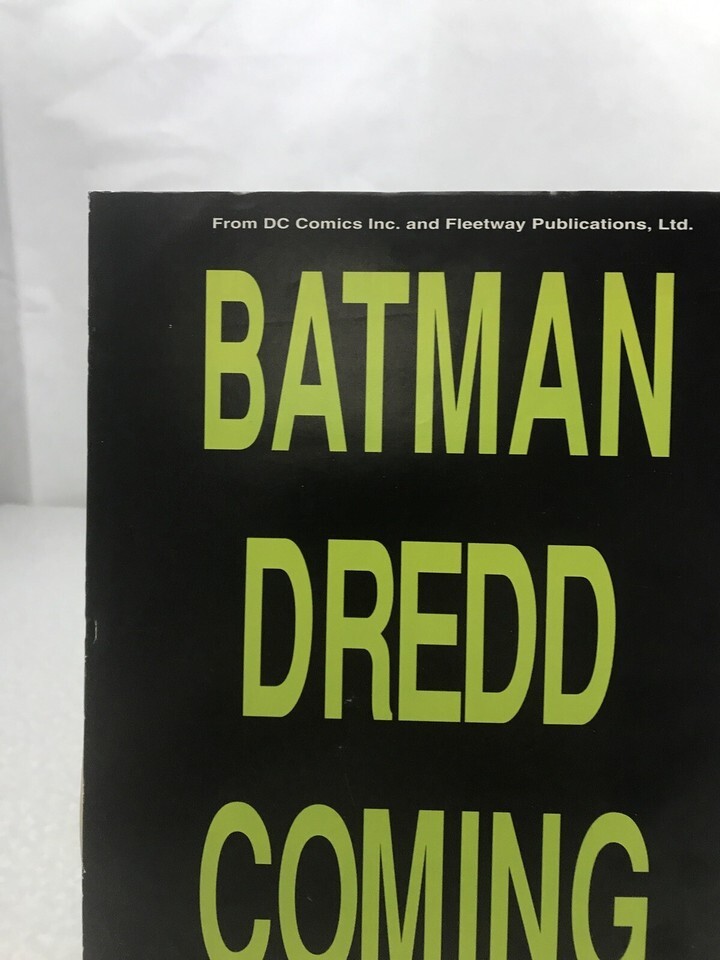 From DC Comics Inc. and Fleetway Publications, Ltd.
BATMAN
DREDD
COMING